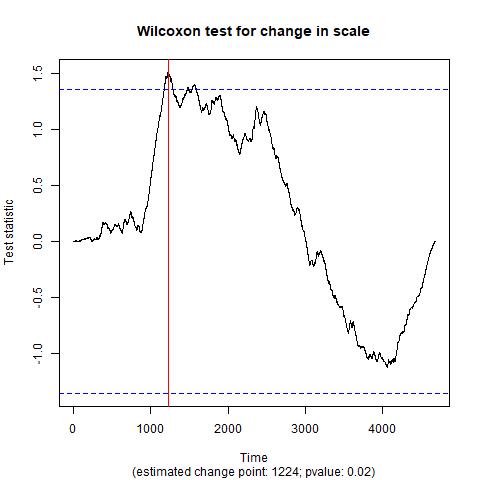 Wilcoxon test for change in scale
Test statistic
1.5
1.0
0.5
0.0
-0.5
-1.0
0 1000 2000 3000 4000
Time
(estimated change point: 1224; pvalue: 0.02)